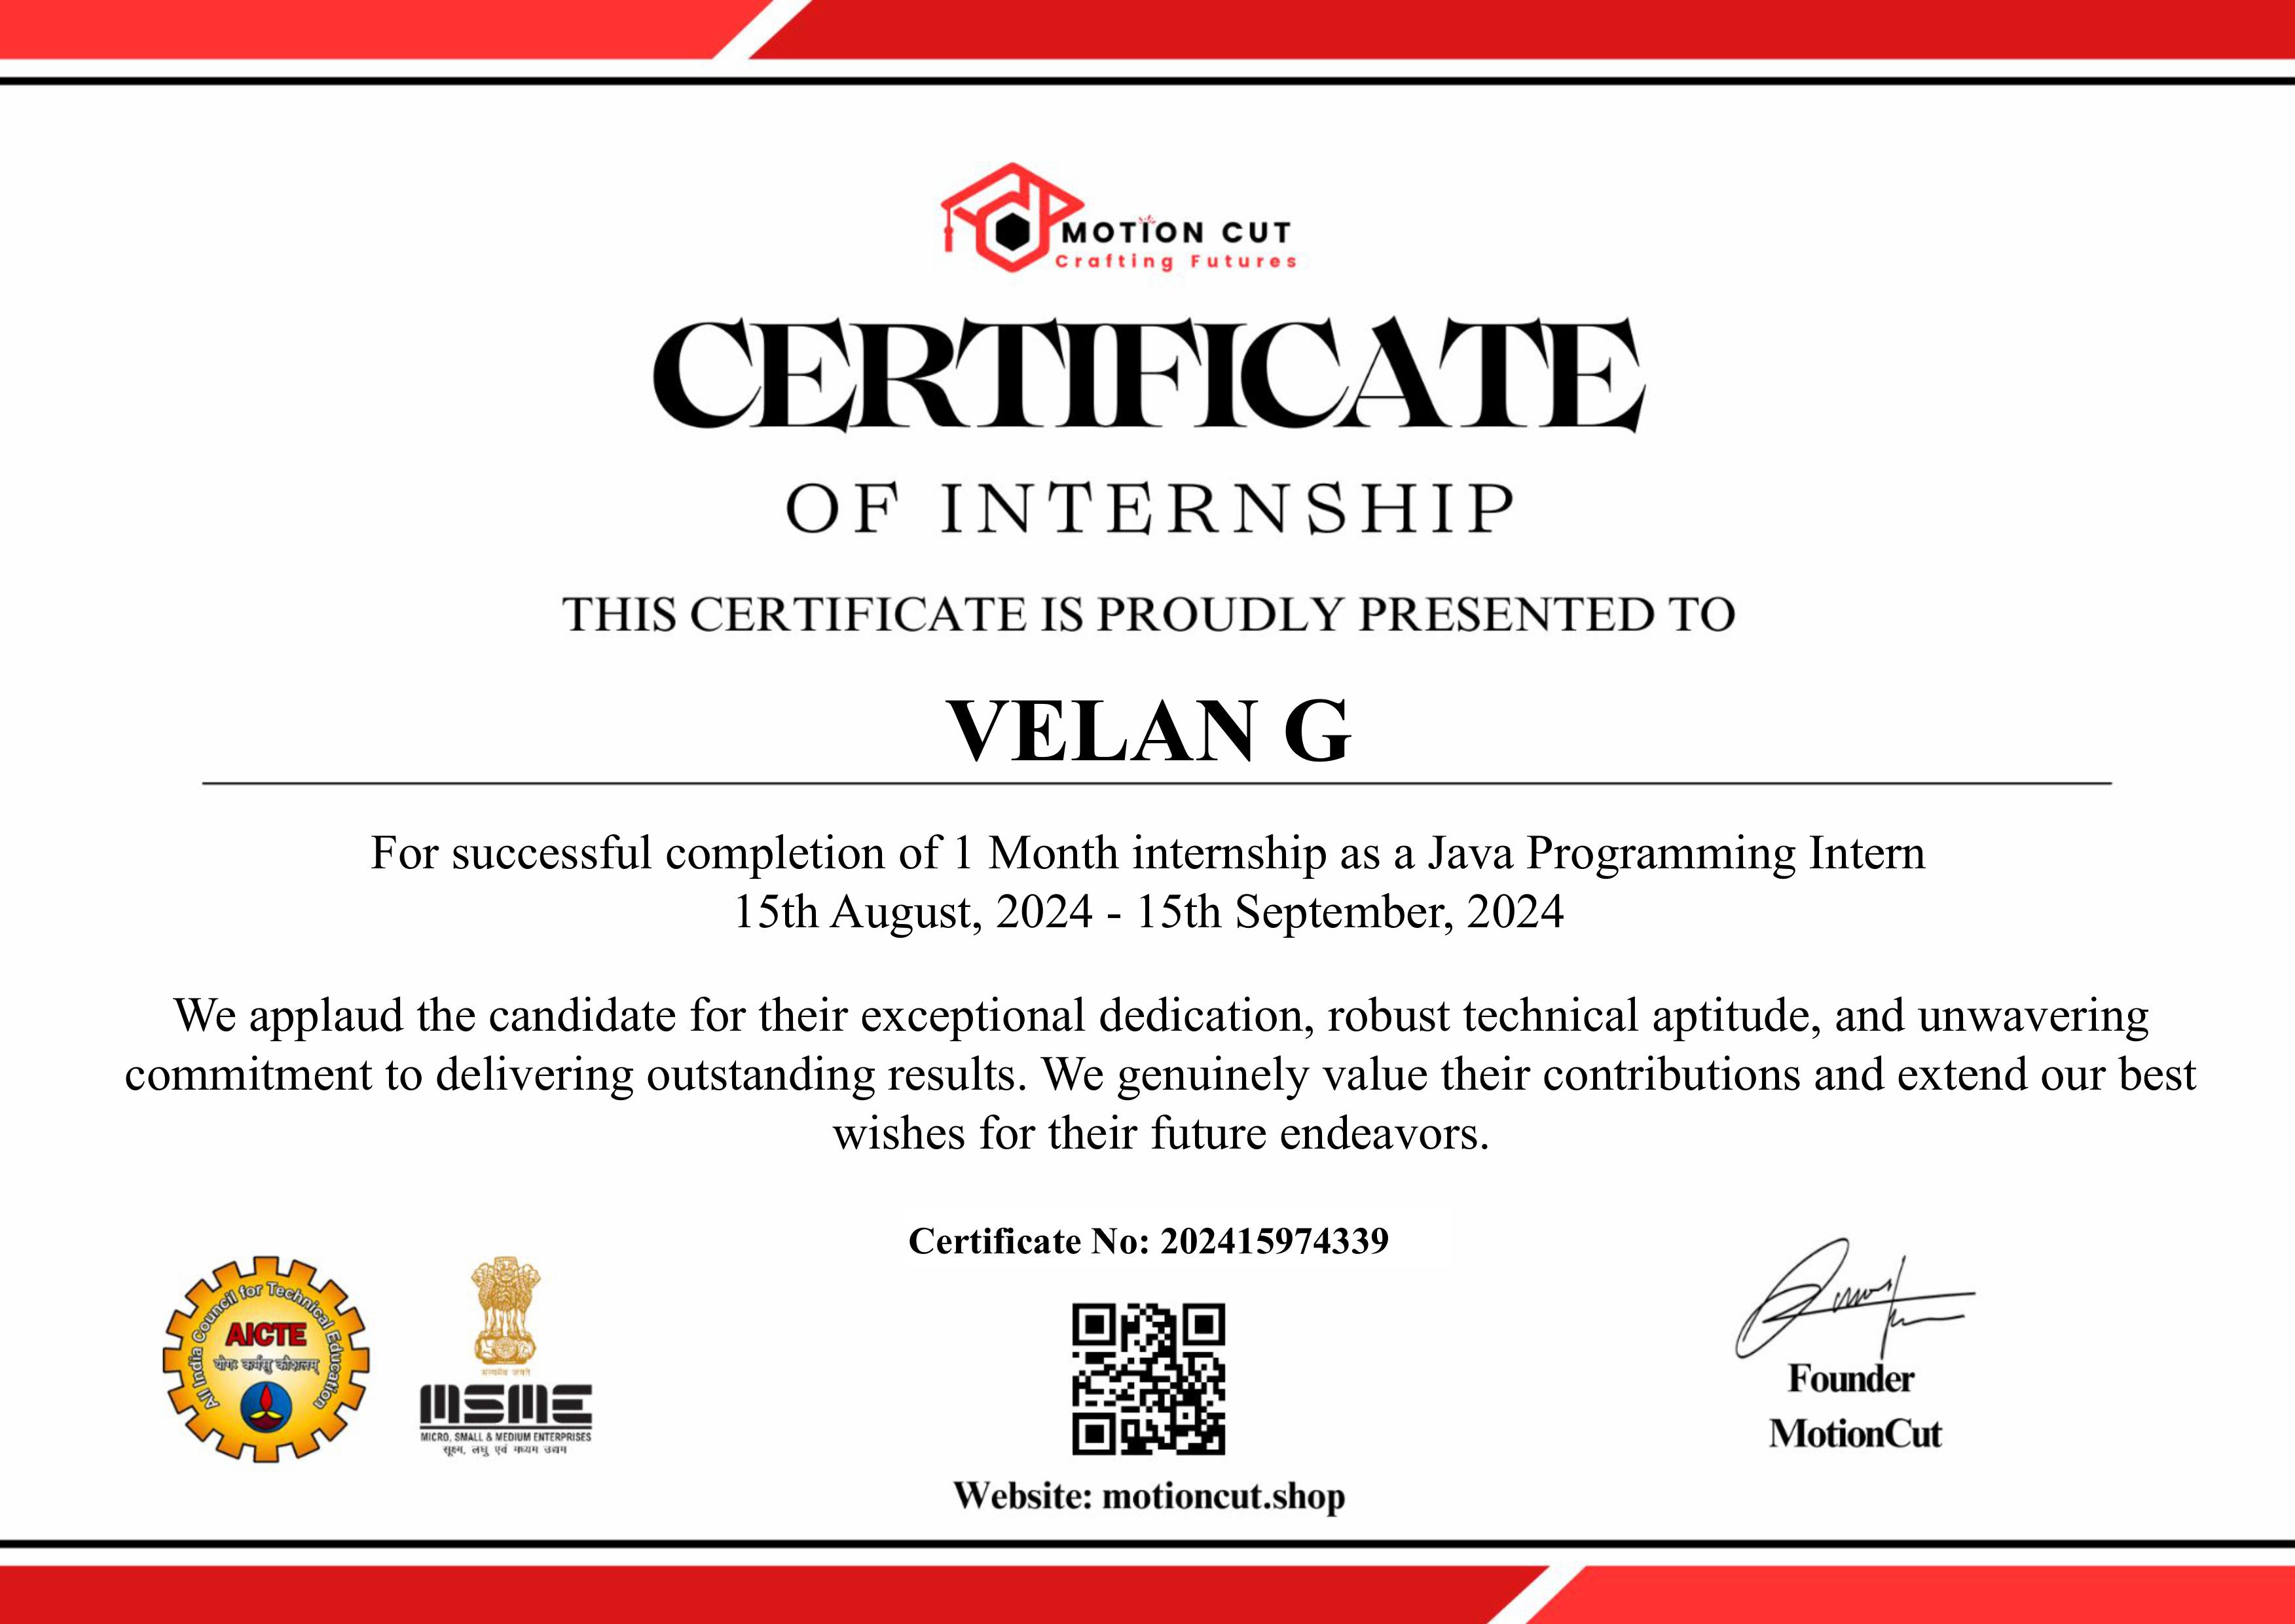 MOTION CUT
Crafting Futures
CERTIFICATE
OF INTERNSHIP
THIS CERTIFICATE IS PROUDLY PRESENTED TO
VELAN G
For successful completion of 1 Month internship as a Java Programming Intern
15th August, 2024 - 15th September, 2024
We applaud the candidate for their exceptional dedication, robust technical aptitude, and unwavering
commitment to delivering outstanding results. We genuinely value their contributions and extend our best
wishes for their future endeavors.
Certificate No: 202415974339
All India Council for Technical Education
AICTE
योगः कर्मसु कौशलम्
सत्यमेव जयते
MSME
MICRO, SMALL & MEDIUM ENTERPRISES
सूक्ष्म, लघु एवं मध्यम उद्यम
Founder
MotionCut
Website: motioncut.shop